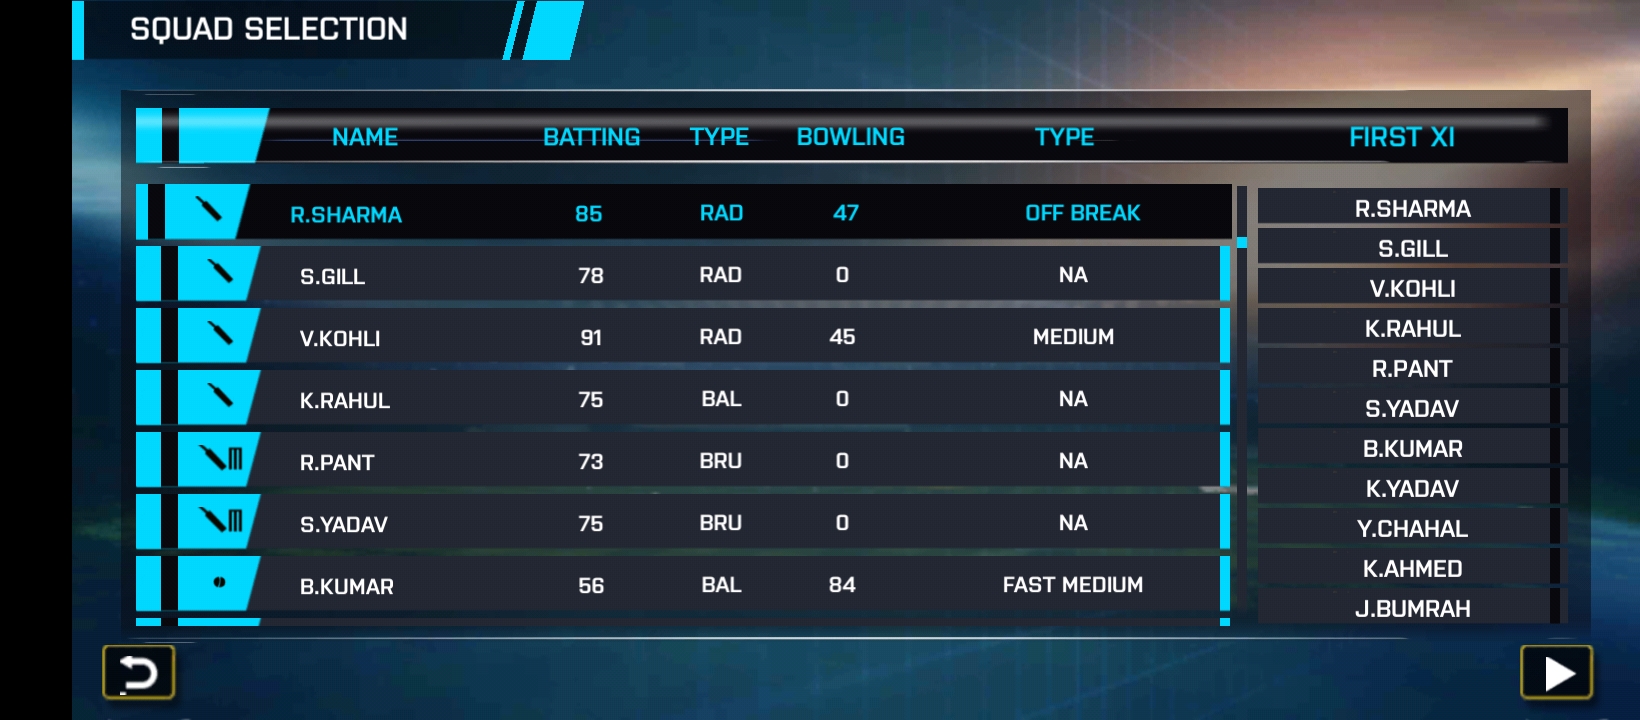 SQUAD SELECTION
NAME BATTING TYPE BOWLING TYPE FIRST XI
R.SHARMA 85 RAD 47 OFF BREAK
S.GILL 78 RAD 0 NA
V.KOHLI 91 RAD 45 MEDIUM
K.RAHUL 75 BAL 0 NA
R.PANT 73 BRU 0 NA
S.YADAV 75 BRU 0 NA
B.KUMAR 56 BAL 84 FAST MEDIUM
R.SHARMA
S.GILL
V.KOHLI
K.RAHUL
R.PANT
S.YADAV
B.KUMAR
K.YADAV
Y.CHAHAL
K.AHMED
J.BUMRAH